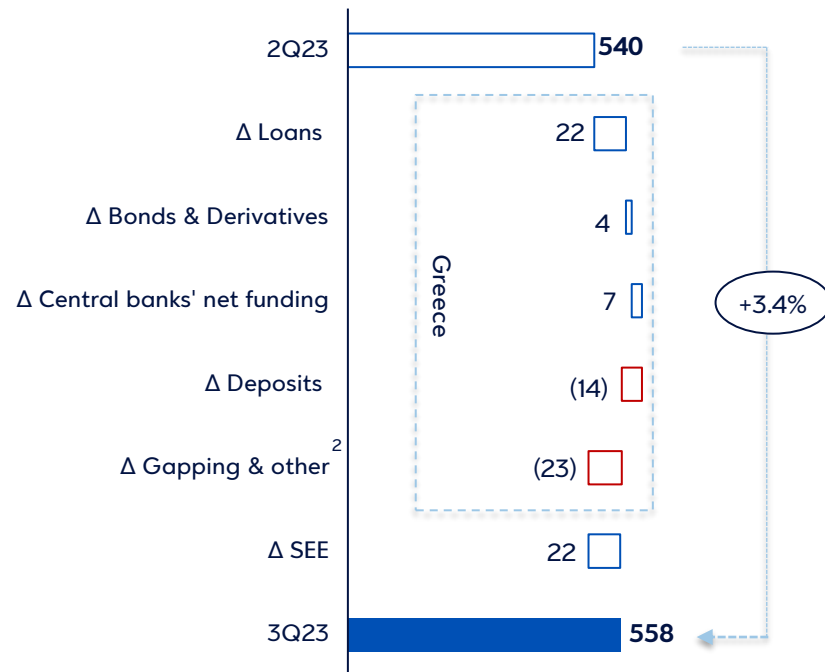 2Q23 540
Δ Loans 22
Δ Bonds & Derivatives 4
Δ Central banks' net funding 7
Greece
+3.4%
Δ Deposits (14)
Δ Gapping & other 2 (23)
Δ SEE 22
3Q23 558